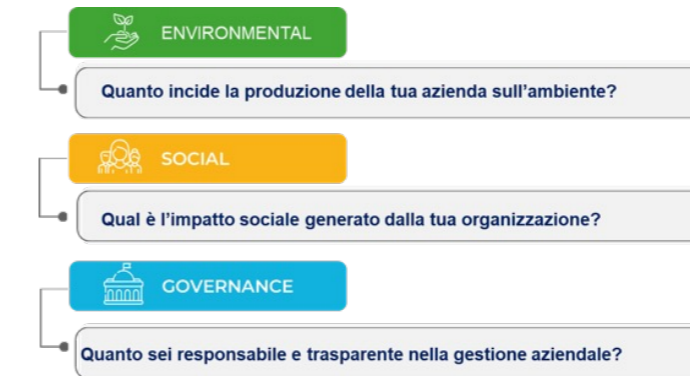 ENVIRONMENTAL
Quanto incide la produzione della tua azienda sull'ambiente?
SOCIAL
Qual è l'impatto sociale generato dalla tua organizzazione?
GOVERNANCE
Quanto sei responsabile e trasparente nella gestione aziendale?